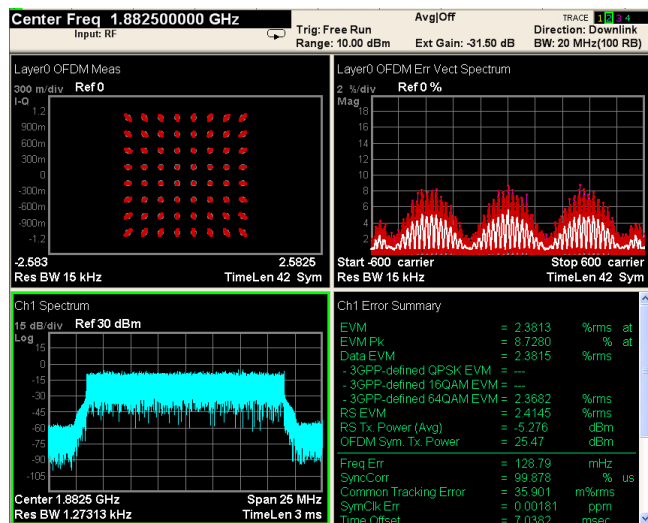 Center Freq 1.882500000 GHz
Input: RF
Trig: Free Run
Range: 10.00 dBm
Avg|Off
Ext Gain: -31.50 dB
TRACE 1 2 3 4
Direction: Downlink
BW: 20 MHz(100 RB)
Layer0 OFDM Meas
300 m/div Ref 0
I-Q
1.2
900m
600m
300m
0
-300m
-600m
-900m
-1.2
-2.583 2.5825
Res BW 15 kHz TimeLen 42 Sym
Layer0 OFDM Err Vect Spectrum
2 %/div Ref 0 %
Mag
18
16
14
12
10
8
6
4
2
Start -600 carrier Stop 600 carrier
Res BW 15 kHz TimeLen 42 Sym
Ch1 Spectrum
15 dB/div Ref 30 dBm
Log
15
0
-15
-30
-45
-60
-75
-90
-105
Center 1.8825 GHz Span 25 MHz
Res BW 1.27313 kHz TimeLen 3 ms
Ch1 Error Summary
EVM = 2.3813 %rms at
EVM Pk = 8.7280 % at
Data EVM = 2.3815 %rms
- 3GPP-defined QPSK EVM = ---
- 3GPP-defined 16QAM EVM = ---
- 3GPP-defined 64QAM EVM = 2.3682 %rms
RS EVM = 2.4145 %rms
RS Tx. Power (Avg) = -5.276 dBm
OFDM Sym. Tx. Power = 25.47 dBm
Freq Err = 128.79 mHz
SyncCorr = 99.878 % us
Common Tracking Error = 35.901 m%rms
SymClk Err = 0.00181 ppm
Time Offset = 7.0382 msec